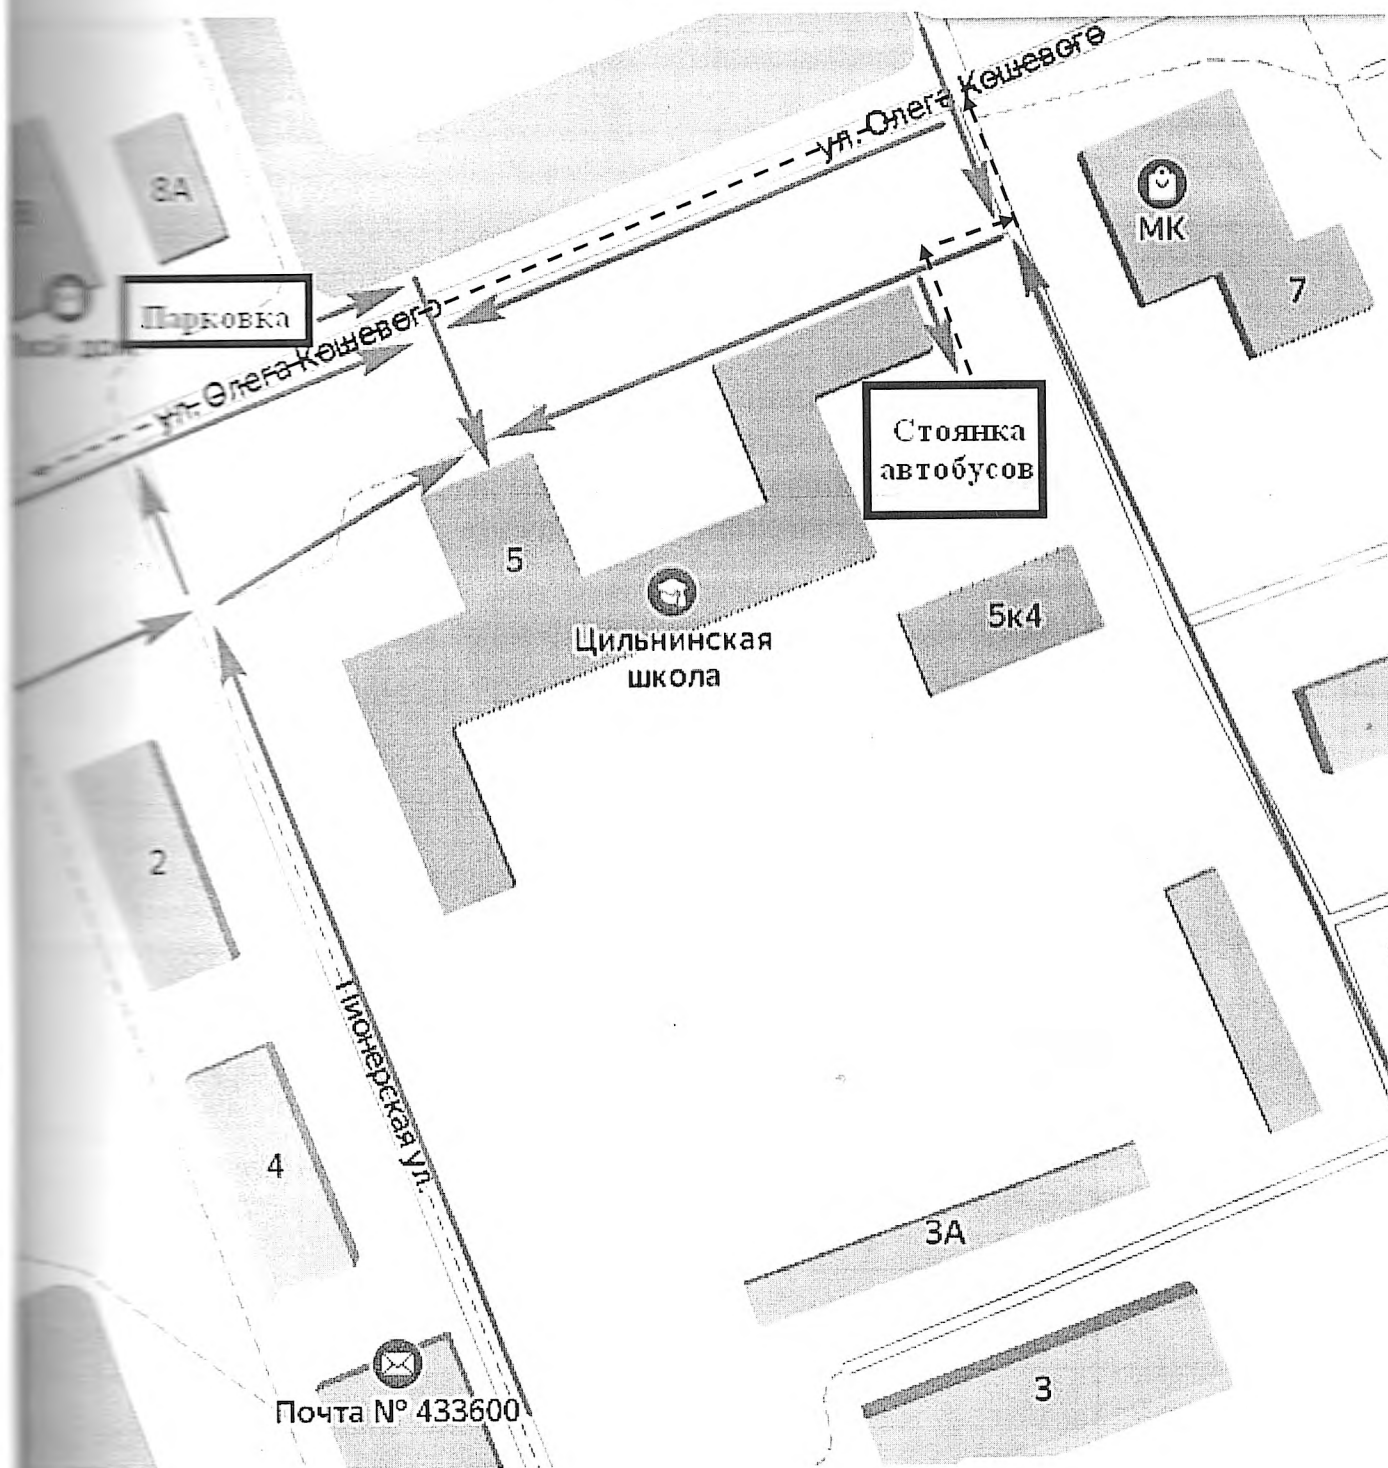 ул. Олега Кошевого
8А
МК
7
Парковка
ул. Олега Кошевого
дом
Стоянка
автобусов
5
5к4
Цильнинская
школа
2
Пионерская ул.
4
3А
3
Почта № 433600